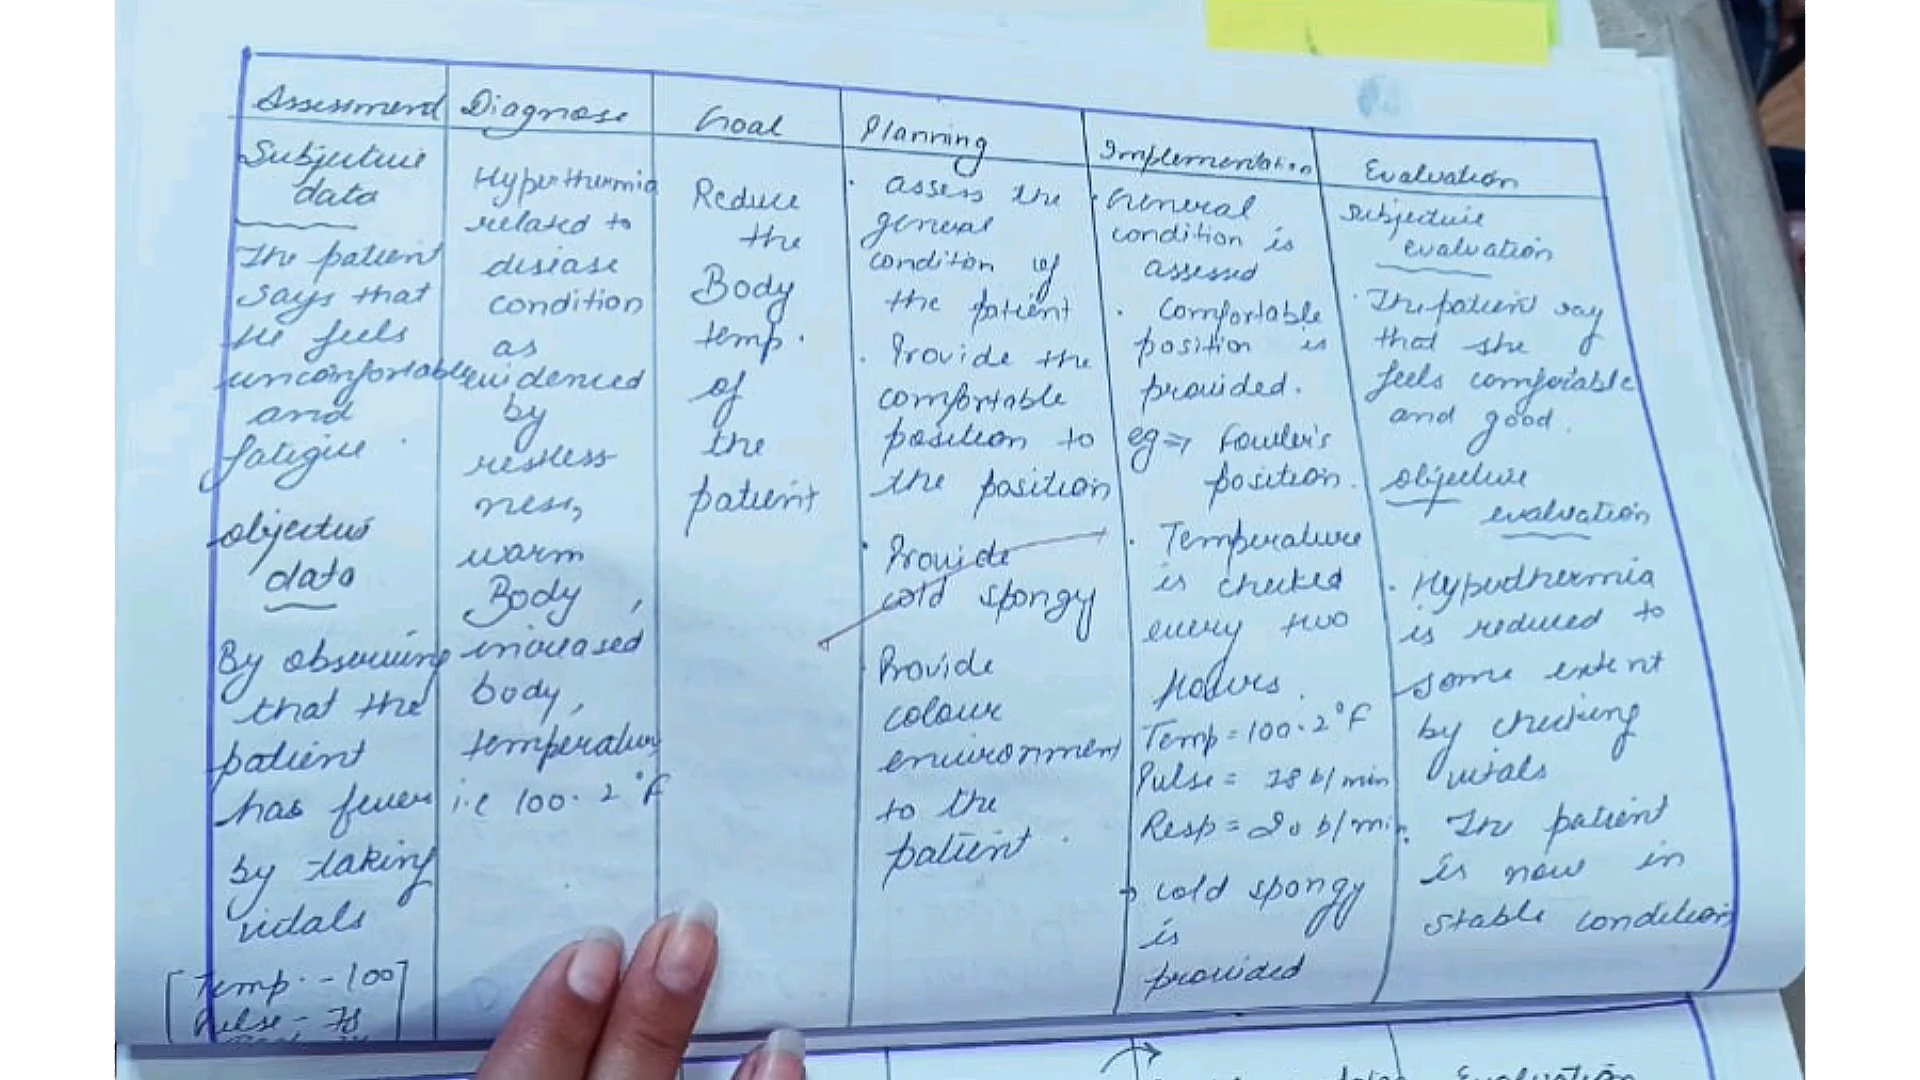 Assessment
Subjective
data
The patient
says that
he feels
uncomfortable
and
fatigue.
objective
data
By observing
that the
patient
has fever
by taking
vitals
[Temp. - 100]
Pulse - 78
Diagnose
Hyperthermia
related to
disease
condition
as
evidenced
by
restless
ness,
warm
Body,
increased
body,
temperature
i.e 100.2°F
Goal
Reduce
the
Body
temp.
of
the
patient
Planning
• assess the
general
condition of
the patient
• Provide the
comfortable
position to
the position
• Provide
cold spongy
• Provide
colour
environment
to the
patient.
Implementation
• General
condition is
assessed
• Comfortable
position is
provided.
eg => Fowler's
position.
• Temperature
is checked
every two
Hours.
Temp = 100.2°F
Pulse = 78 b/min
Resp = 20 b/min
→ cold spongy
is
provided
Evaluation
subjective
evaluation
• The patient say
that she
feels comfortable
and good.
objective
evaluation
• Hypothermia
is reduced to
some extent
by checking
vitals
• The patient
is now in
stable condition
Evaluation